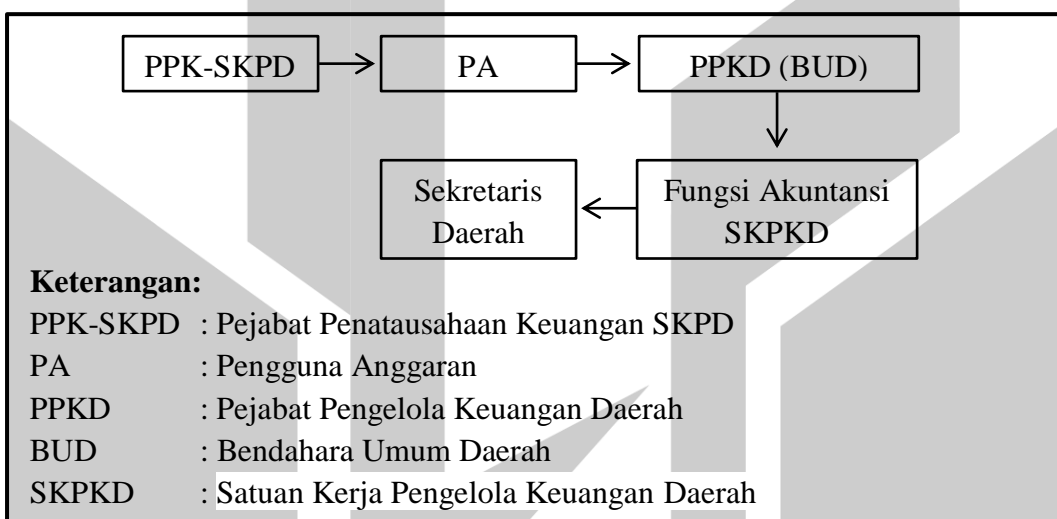 PPK-SKPD
PA
PPKD (BUD)
Sekretaris
Daerah
Fungsi Akuntansi
SKPKD
Keterangan:
PPK-SKPD : Pejabat Penatausahaan Keuangan SKPD
PA : Pengguna Anggaran
PPKD : Pejabat Pengelola Keuangan Daerah
BUD : Bendahara Umum Daerah
SKPKD : Satuan Kerja Pengelola Keuangan Daerah